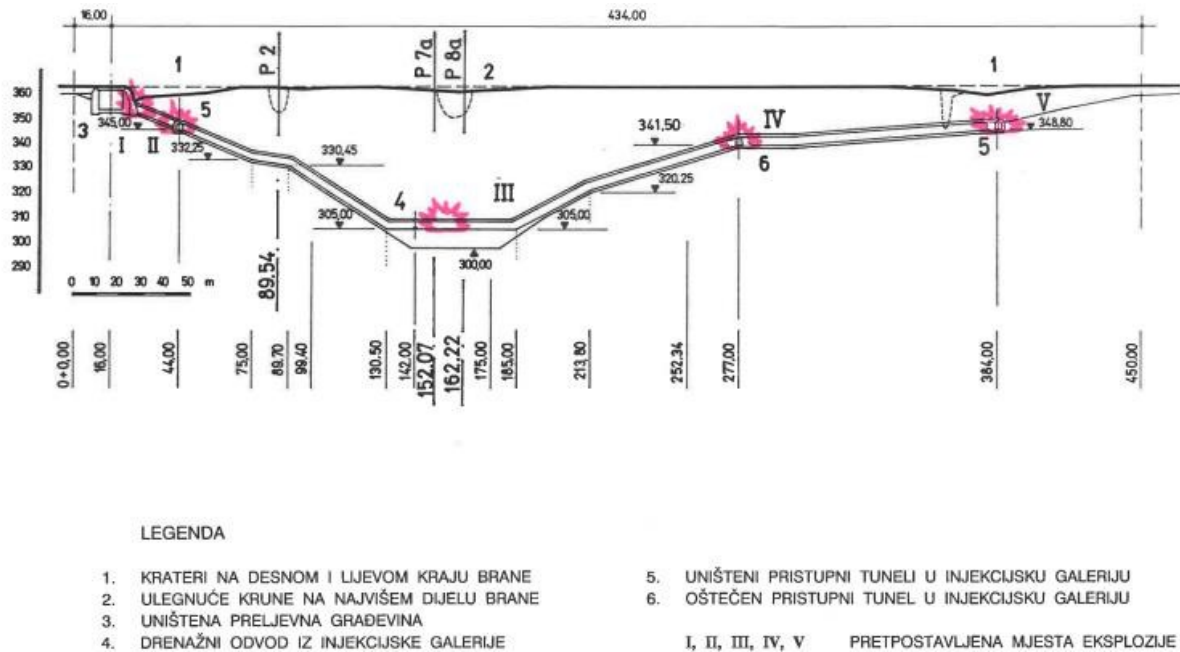 16.00 434.00
P 2
P 7a
P 8a
1 2 1
360
350
340
330
320
310
300
290
3
345,00
I II
5
332,25
330,45
305,00
4
III
300,00
305,00
341,50
320,25
IV
6
V
348,80
5
0 10 20 30 40 50 m
89.54.
0+0,00
16,00
44,00
75,00
89.70
99.40
130.50
142.00
152.07
162.22
175,00
185,00
213,80
252.34
277,00
384,00
450.00
LEGENDA
1. KRATERI NA DESNOM I LIJEVOM KRAJU BRANE
2. ULEGNUĆE KRUNE NA NAJVIŠEM DIJELU BRANE
3. UNIŠTENA PRELJEVNA GRAĐEVINA
4. DRENAŽNI ODVOD IZ INJEKCIJSKE GALERIJE
5. UNIŠTENI PRISTUPNI TUNELI U INJEKCIJSKU GALERIJU
6. OŠTEČEN PRISTUPNI TUNEL U INJEKCIJSKU GALERIJU
I, II, III, IV, V PRETPOSTAVLJENA MJESTA EKSPLOZIJE